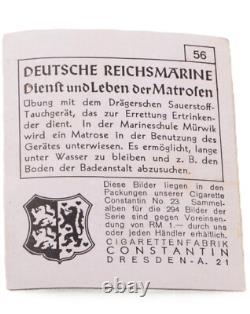 56
DEUTSCHE REICHSMARINE
Dienst und Leben der Matrosen
Übung mit dem Drägerschen Sauerstoff-
Tauchgerät, das zur Errettung Ertrinken-
der dient. In der Marineschule Mürwik
wird ein Matrose in der Benutzung des
Gerätes unterwiesen. Es ermöglicht, lange
unter Wasser zu bleiben und z. B. den
Boden der Badeanstalt abzusuchen.
Diese Bilder liegen in den
Packungen unserer Cigarette
Constantin No. 23. Sammel-
alben für die 294 Bilder der
Serie sind gegen Voreinsen-
dung von RM 1.— durch uns
oder jeden Händler erhältlich.
CIGARETTENFABRIK
CONSTANTIN
DRESDEN-A. 21
ebay